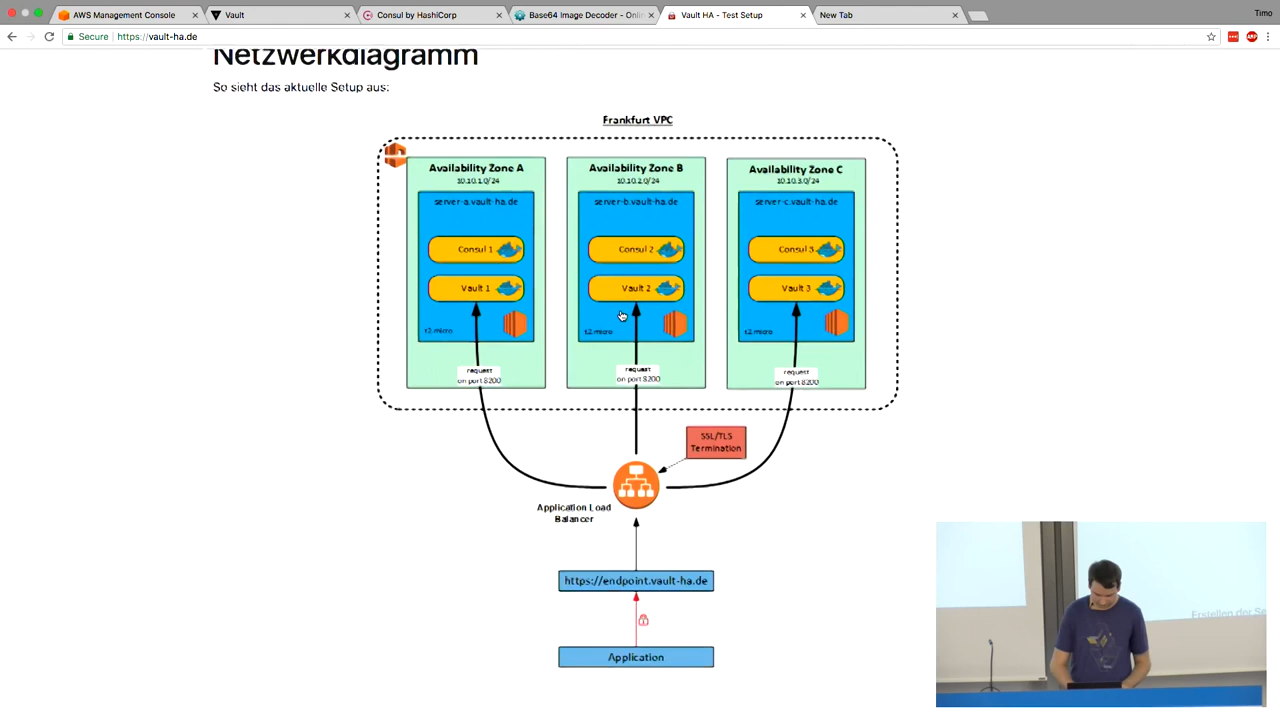 AWS Management Console
Vault
Consul by HashiCorp
Base64 Image Decoder - Onli
Vault HA - Test Setup
New Tab
Timo
Secure
https://vault-ha.de
ABP
Netzwerkdiagramm
So sieht das aktuelle Setup aus:
Frankfurt VPC
Availability Zone A
10.10.1.0/24
server-a.vault-ha.de
Consul 1
Vault 1
t2.micro
request
on port 8200
Availability Zone B
10.10.2.0/24
server-b.vault-ha.de
Consul 2
Vault 2
t2.micro
request
on port 8200
Availability Zone C
10.10.3.0/24
server-c.vault-ha.de
Consul 3
Vault 3
t2.micro
request
on port 8200
SSL/TLS
Termination
Application Load
Balancer
https://endpoint.vault-ha.de
Application
Erstellen der Se